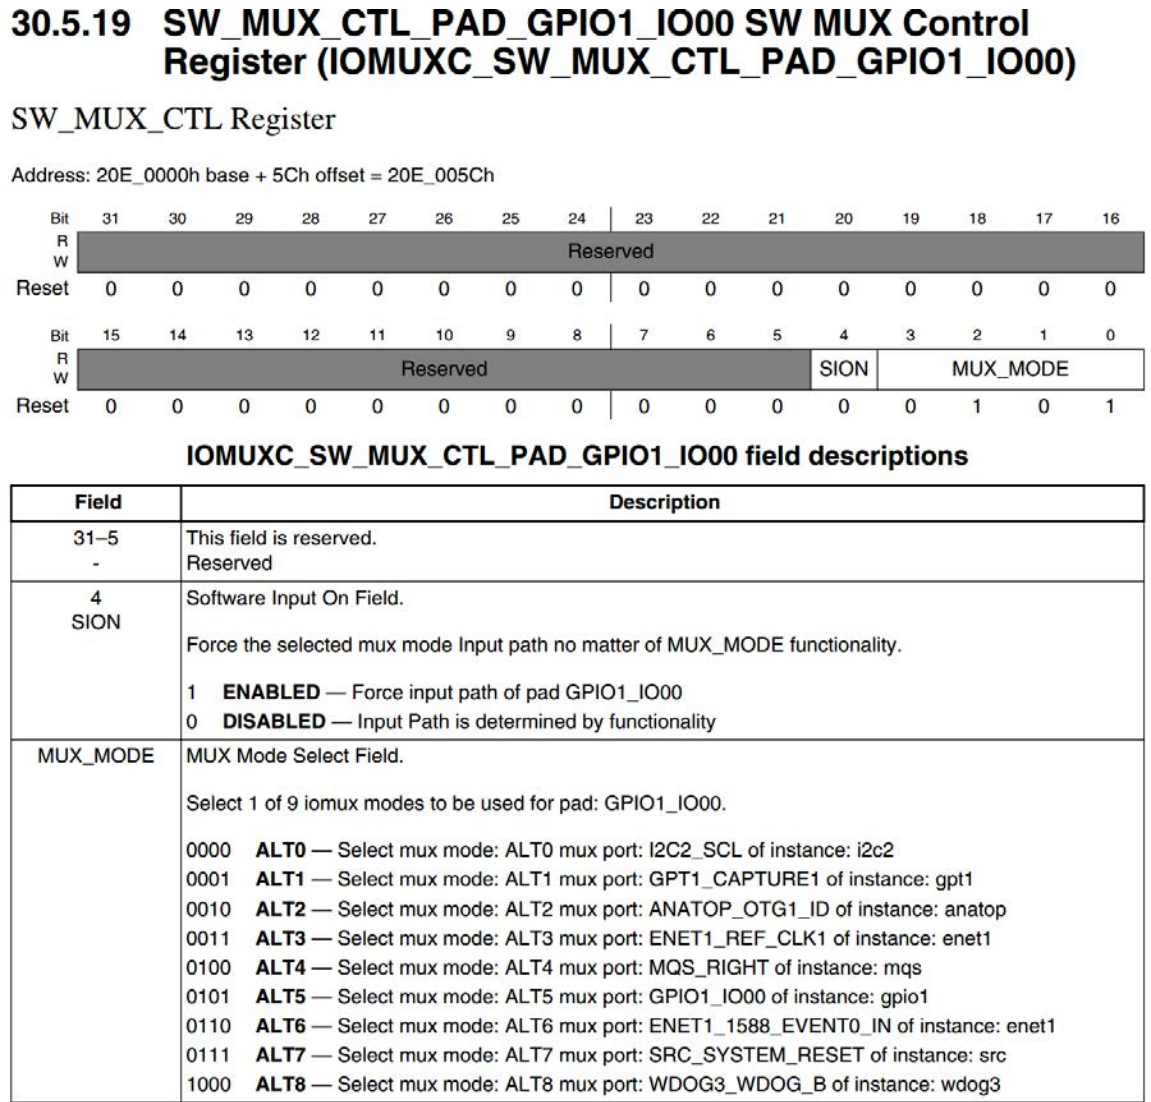 30.5.19 SW_MUX_CTL_PAD_GPIO1_IO00 SW MUX Control
Register (IOMUXC_SW_MUX_CTL_PAD_GPIO1_IO00)
SW_MUX_CTL Register
Address: 20E_0000h base + 5Ch offset = 20E_005Ch
Bit 31 30 29 28 27 26 25 24 23 22 21 20 19 18 17 16
R
Reserved
W
Reset 0 0 0 0 0 0 0 0 0 0 0 0 0 0 0 0
Bit 15 14 13 12 11 10 9 8 7 6 5 4 3 2 1 0
R
Reserved SION MUX_MODE
W
Reset 0 0 0 0 0 0 0 0 0 0 0 0 0 1 0 1
IOMUXC_SW_MUX_CTL_PAD_GPIO1_IO00 field descriptions
Field Description
31–5 This field is reserved.
- Reserved
4 Software Input On Field.
SION
Force the selected mux mode Input path no matter of MUX_MODE functionality.
1 ENABLED — Force input path of pad GPIO1_IO00
0 DISABLED — Input Path is determined by functionality
MUX_MODE MUX Mode Select Field.
Select 1 of 9 iomux modes to be used for pad: GPIO1_IO00.
0000 ALT0 — Select mux mode: ALT0 mux port: I2C2_SCL of instance: i2c2
0001 ALT1 — Select mux mode: ALT1 mux port: GPT1_CAPTURE1 of instance: gpt1
0010 ALT2 — Select mux mode: ALT2 mux port: ANATOP_OTG1_ID of instance: anatop
0011 ALT3 — Select mux mode: ALT3 mux port: ENET1_REF_CLK1 of instance: enet1
0100 ALT4 — Select mux mode: ALT4 mux port: MQS_RIGHT of instance: mqs
0101 ALT5 — Select mux mode: ALT5 mux port: GPIO1_IO00 of instance: gpio1
0110 ALT6 — Select mux mode: ALT6 mux port: ENET1_1588_EVENT0_IN of instance: enet1
0111 ALT7 — Select mux mode: ALT7 mux port: SRC_SYSTEM_RESET of instance: src
1000 ALT8 — Select mux mode: ALT8 mux port: WDOG3_WDOG_B of instance: wdog3